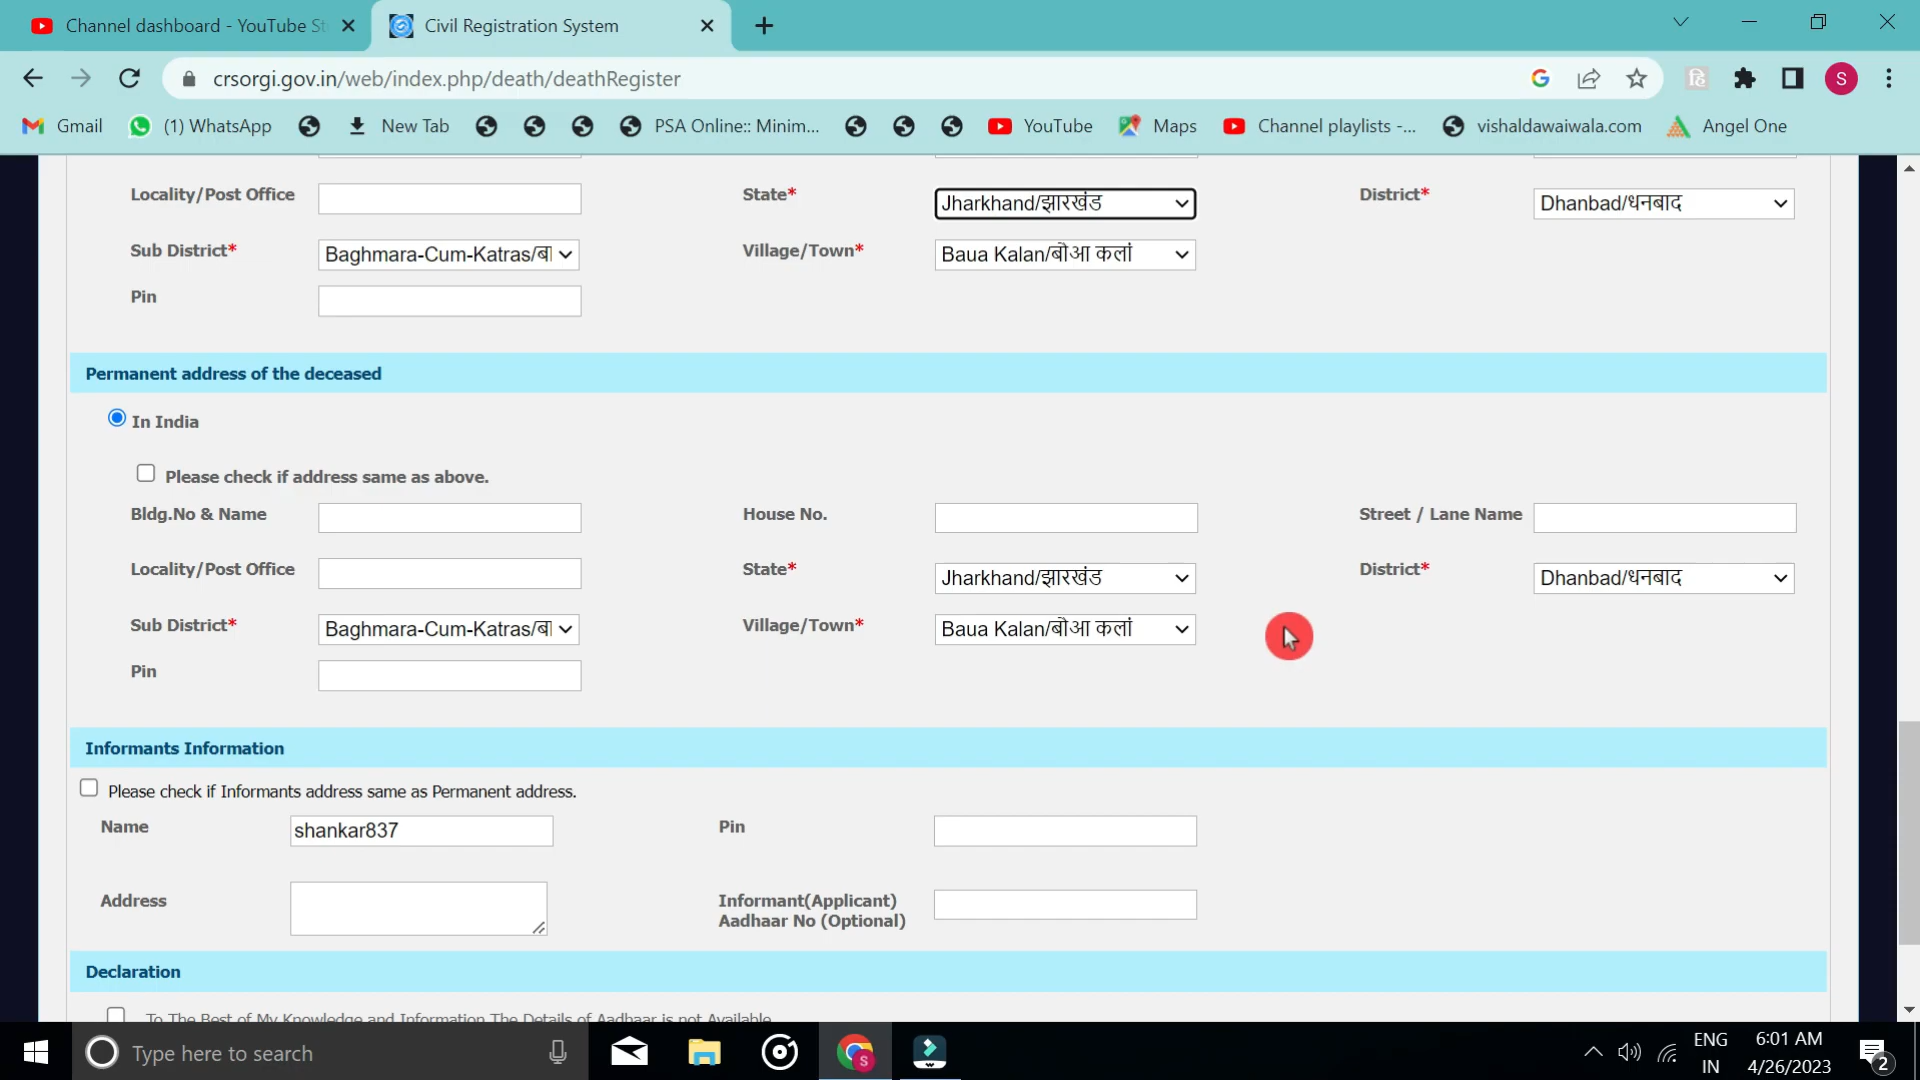 Channel dashboard - YouTube St
Civil Registration System
crsorgi.gov.in/web/index.php/death/deathRegister
हि
S
Gmail
(1) WhatsApp
New Tab
PSA Online:: Minim...
YouTube
Maps
Channel playlists -...
vishaldawaiwala.com
Angel One
Locality/Post Office State* Jharkhand/झारखंड District* Dhanbad/धनबाद
Sub District* Baghmara-Cum-Katras/बा Village/Town* Baua Kalan/बोआ कलां
Pin
Permanent address of the deceased
In India
Please check if address same as above.
Bldg.No & Name House No. Street / Lane Name
Locality/Post Office State* Jharkhand/झारखंड District* Dhanbad/धनबाद
Sub District* Baghmara-Cum-Katras/बा Village/Town* Baua Kalan/बोआ कलां
Pin
Informants Information
Please check if Informants address same as Permanent address.
Name shankar837 Pin
Address Informant(Applicant)
Aadhaar No (Optional)
Declaration
To The Best of My Knowledge and Information The Details of Aadhaar is not Available
Type here to search
S
ENG
IN
6:01 AM
4/26/2023
2